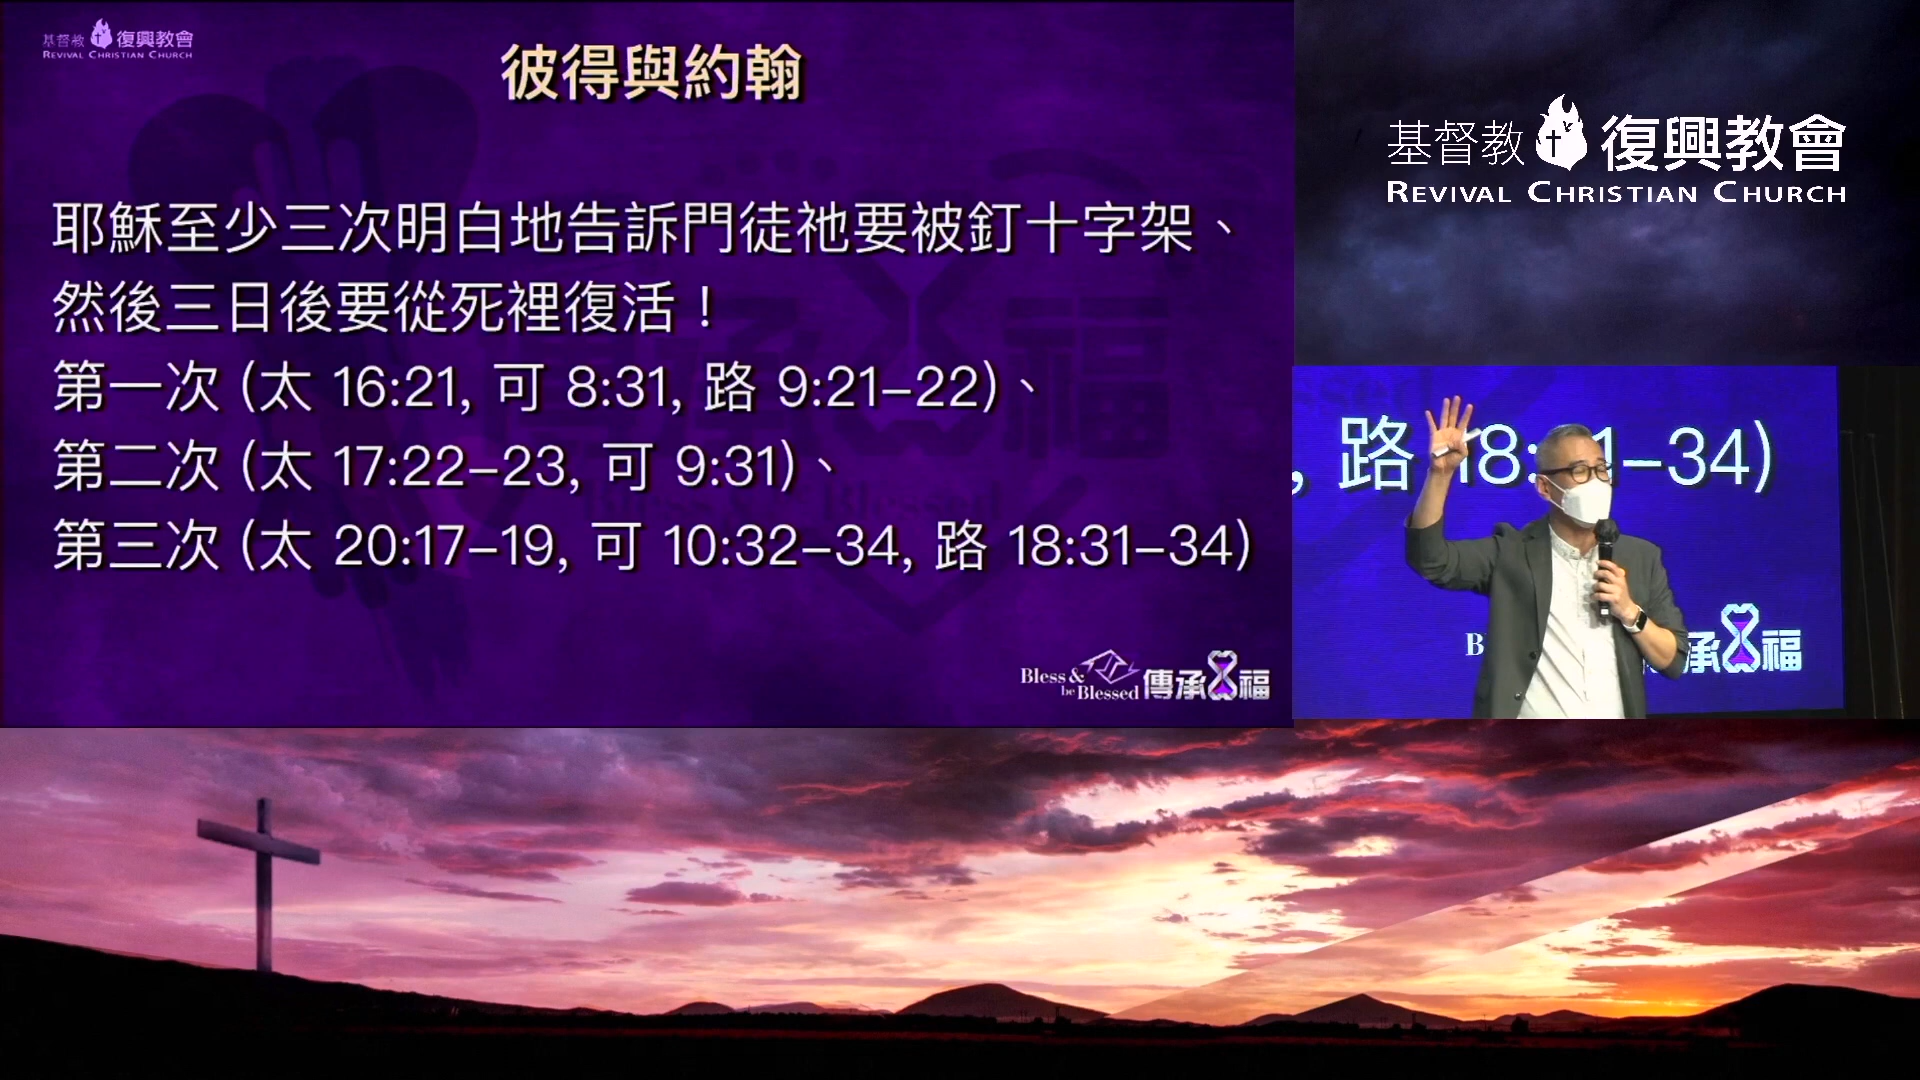 基督教 復興教會
REVIVAL CHRISTIAN CHURCH
彼得與約翰
耶穌至少三次明白地告訴門徒祂要被釘十字架、
然後三日後要從死裡復活！
第一次 (太 16:21, 可 8:31, 路 9:21–22)、
第二次 (太 17:22–23, 可 9:31)、
第三次 (太 20:17–19, 可 10:32–34, 路 18:31–34)
Bless &
be Blessed
傳承 福
基督教 復興教會
REVIVAL CHRISTIAN CHURCH
, 路 18: 1–34)
B
承 福